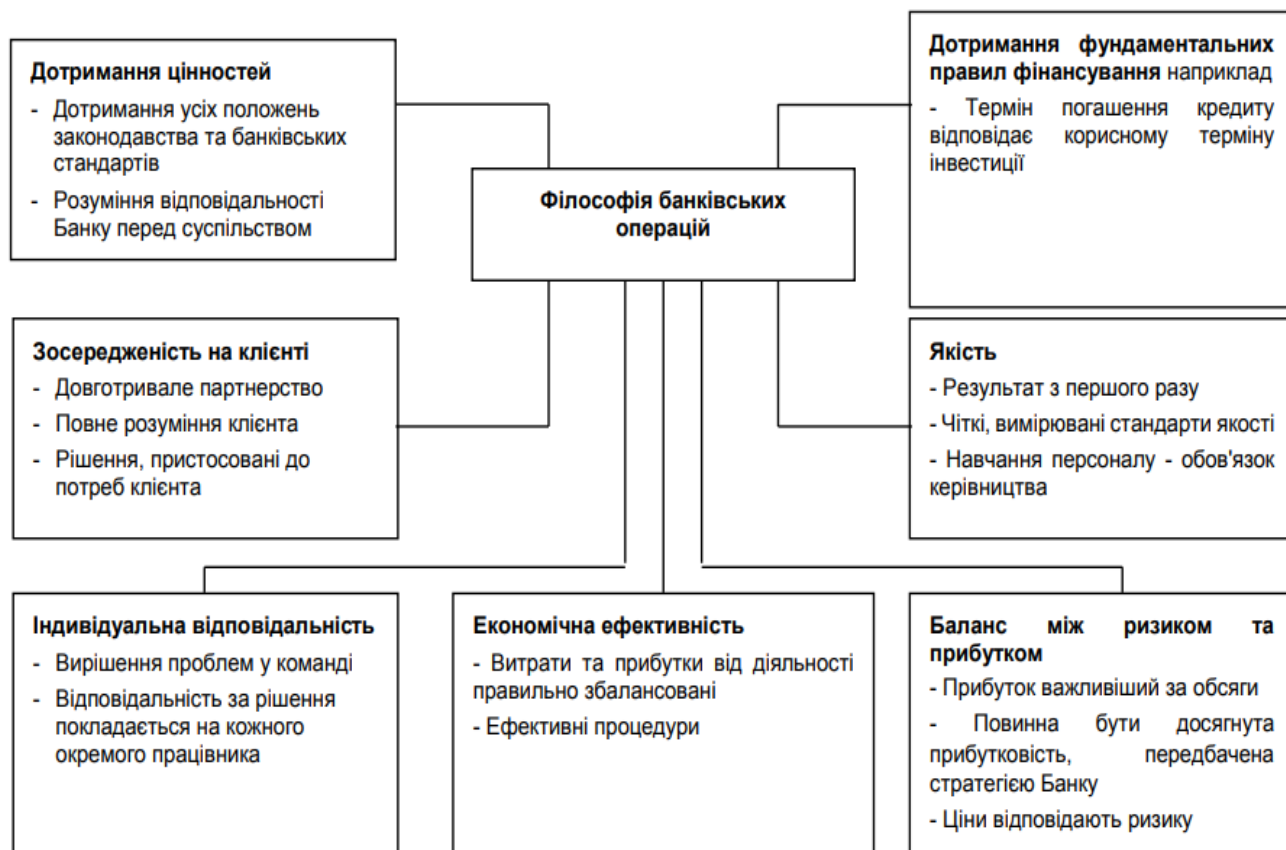 Дотримання цінностей
- Дотримання усіх положень
законодавства та банківських
стандартів
- Розуміння відповідальності
Банку перед суспільством
Філософія банківських
операцій
Дотримання фундаментальних
правил фінансування наприклад
- Термін погашення кредиту
відповідає корисному терміну
інвестиції
Зосередженість на клієнті
- Довготривале партнерство
- Повне розуміння клієнта
- Рішення, пристосовані до
потреб клієнта
Якість
- Результат з першого разу
- Чіткі, вимірювані стандарти якості
- Навчання персоналу - обов'язок
керівництва
Індивідуальна відповідальність
- Вирішення проблем у команді
- Відповідальність за рішення
покладається на кожного
окремого працівника
Економічна ефективність
- Витрати та прибутки від діяльності
правильно збалансовані
- Ефективні процедури
Баланс між ризиком та
прибутком
- Прибуток важливіший за обсяги
- Повинна бути досягнута
прибутковість, передбачена
стратегією Банку
- Ціни відповідають ризику